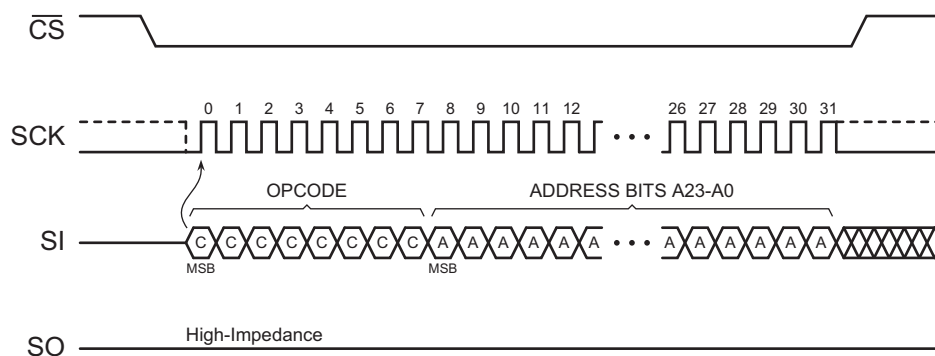 CS
0 1 2 3 4 5 6 7 8 9 10 11 12 26 27 28 29 30 31
SCK
OPCODE ADDRESS BITS A23-A0
SI C C C C C C C C A A A A A A A A A A A A
MSB MSB
High-Impedance
SO